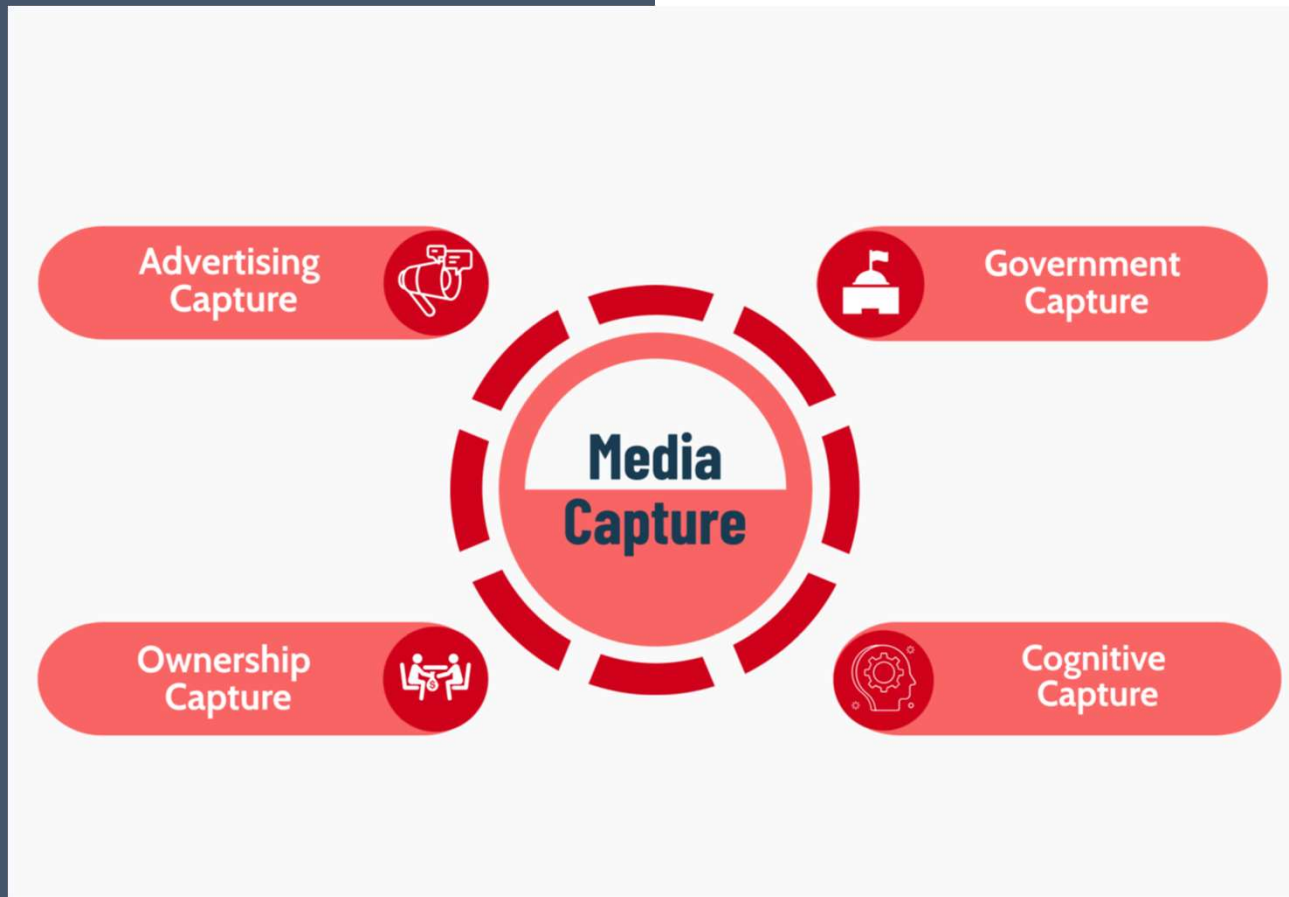 Advertising
Capture
Government
Capture
Media
Capture
Ownership
Capture
Cognitive
Capture